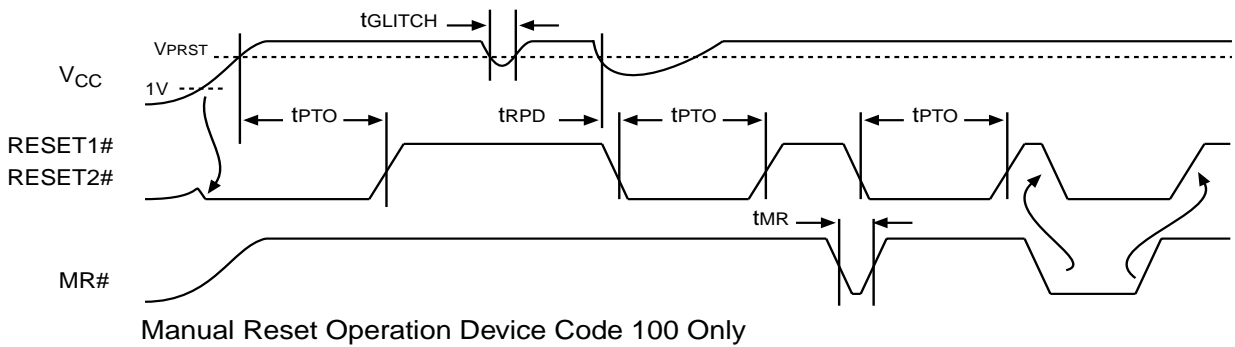 tGLITCH
VPRST
VCC
1V
tPTO
tRPD
tPTO
tPTO
RESET1#
RESET2#
tMR
MR#
Manual Reset Operation Device Code 100 Only